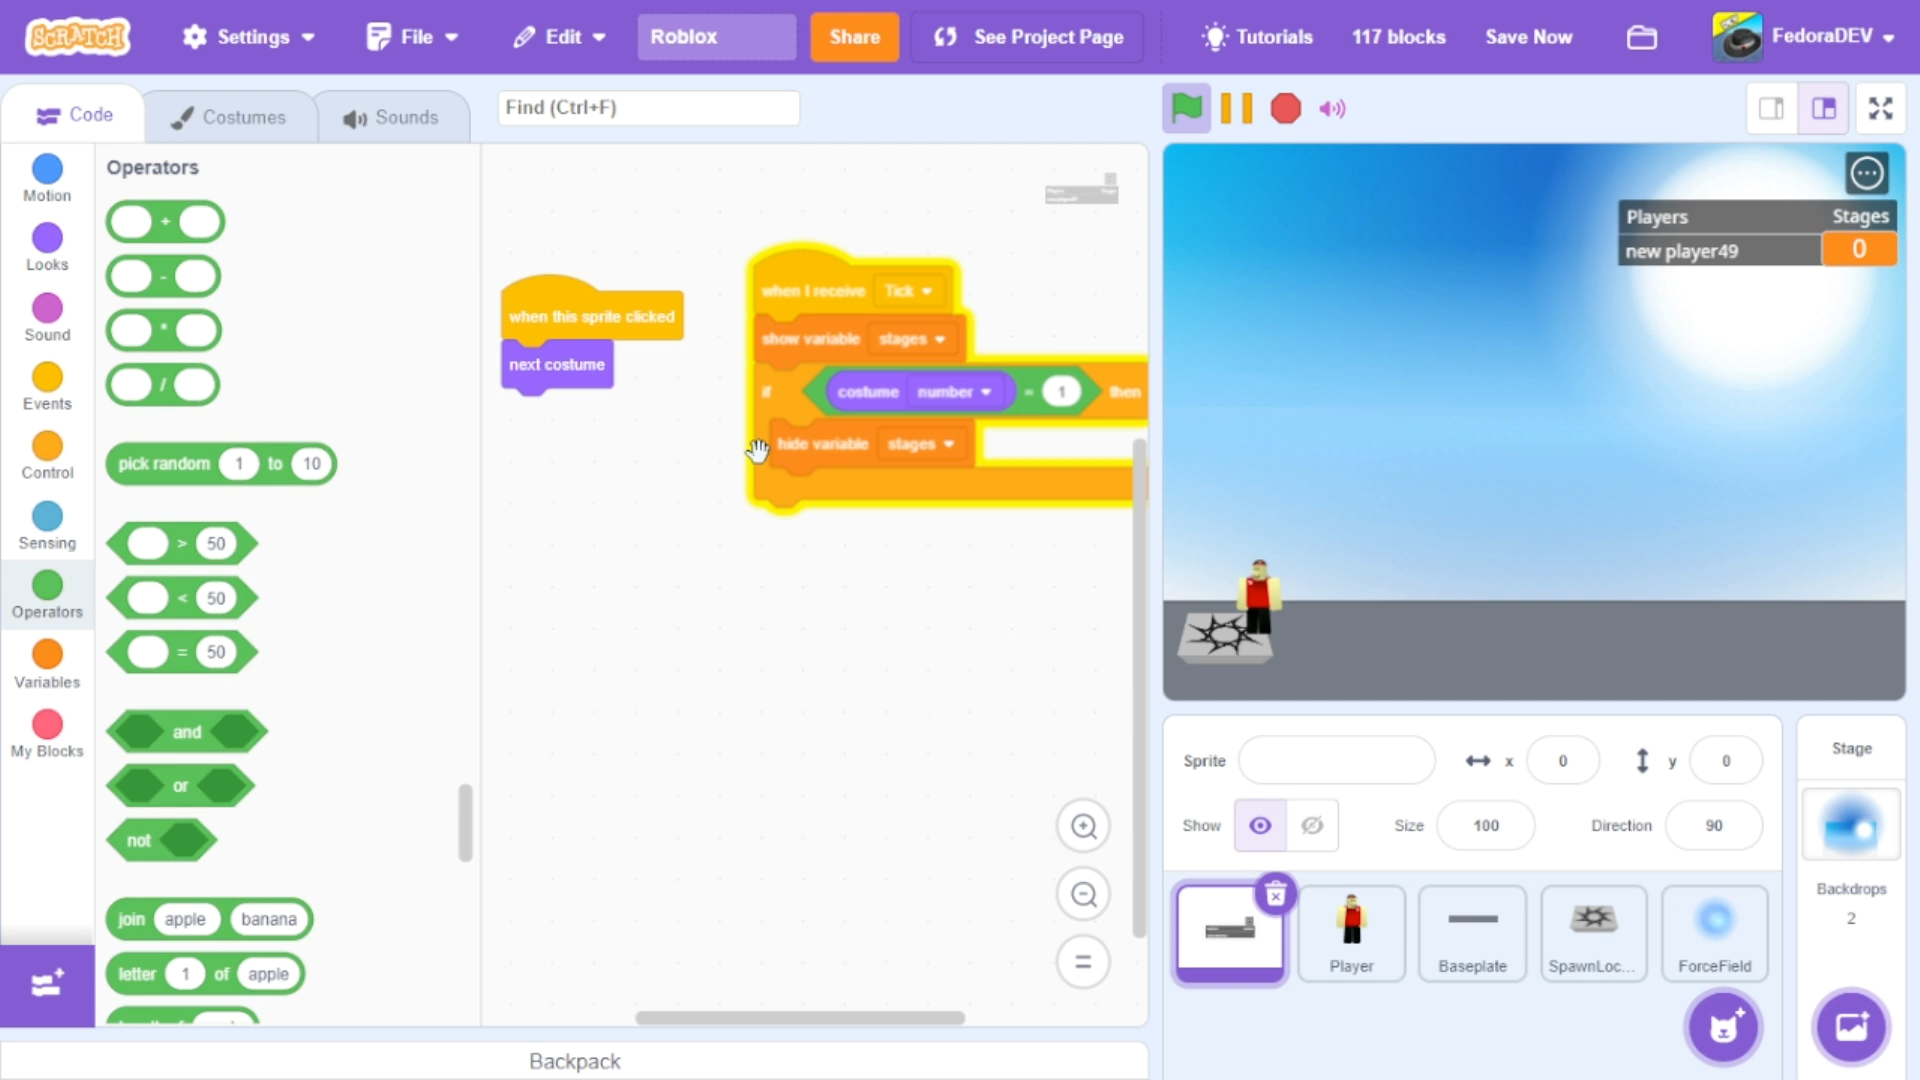 SCRATCH Settings File Edit Roblox Share See Project Page Tutorials 117 blocks Save Now FedoraDEV
Code Costumes Sounds Find (Ctrl+F)
Motion
Looks
Sound
Events
Control
Sensing
Operators
Variables
My Blocks
Operators
+
-
*
/
pick random 1 to 10
> 50
< 50
= 50
and
or
not
join apple banana
letter 1 of apple
when this sprite clicked
next costume
when I receive Tick
show variable stages
if costume number = 1 then
hide variable stages
=
Backpack
Players Stages
new player49 0
Sprite x 0 y 0
Show Size 100 Direction 90
Player
Baseplate
SpawnLoc...
ForceField
Stage
Backdrops
2